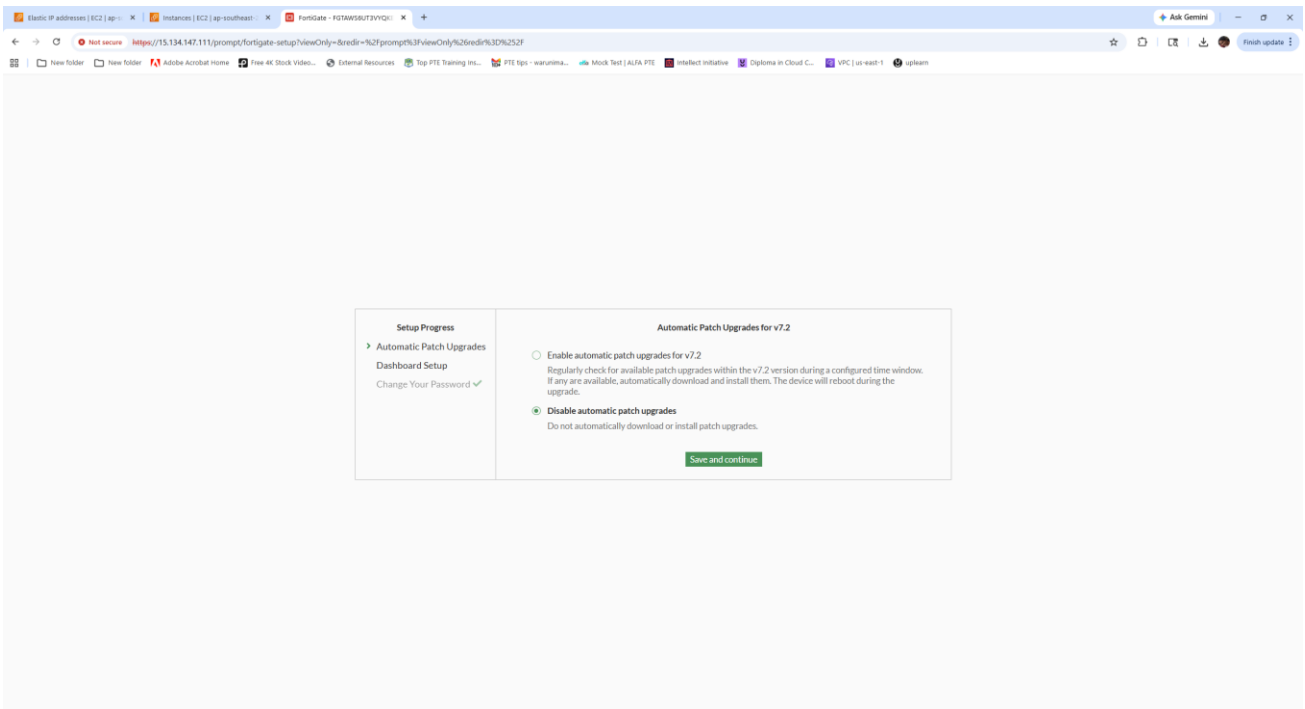 Elastic IP addresses | EC2 | ap-s
Instances | EC2 | ap-southeast-2
FortiGate - FGTAWS6UT3VYQK
Ask Gemini
Not secure
https://15.134.147.111/prompt/fortigate-setup?viewOnly=&redir=%2Fprompt%3FviewOnly%26redir%3D%252F
Finish update
New folder
New folder
Adobe Acrobat Home
Free 4K Stock Video...
External Resources
Top PTE Training Ins...
PTE tips - warunima...
Mock Test | ALFA PTE
Intellect Initiative
Diploma in Cloud C...
VPC | us-east-1
uplearn
Setup Progress
Automatic Patch Upgrades
Dashboard Setup
Change Your Password
Automatic Patch Upgrades for v7.2
Enable automatic patch upgrades for v7.2
Regularly check for available patch upgrades within the v7.2 version during a configured time window.
If any are available, automatically download and install them. The device will reboot during the
upgrade.
Disable automatic patch upgrades
Do not automatically download or install patch upgrades.
Save and continue